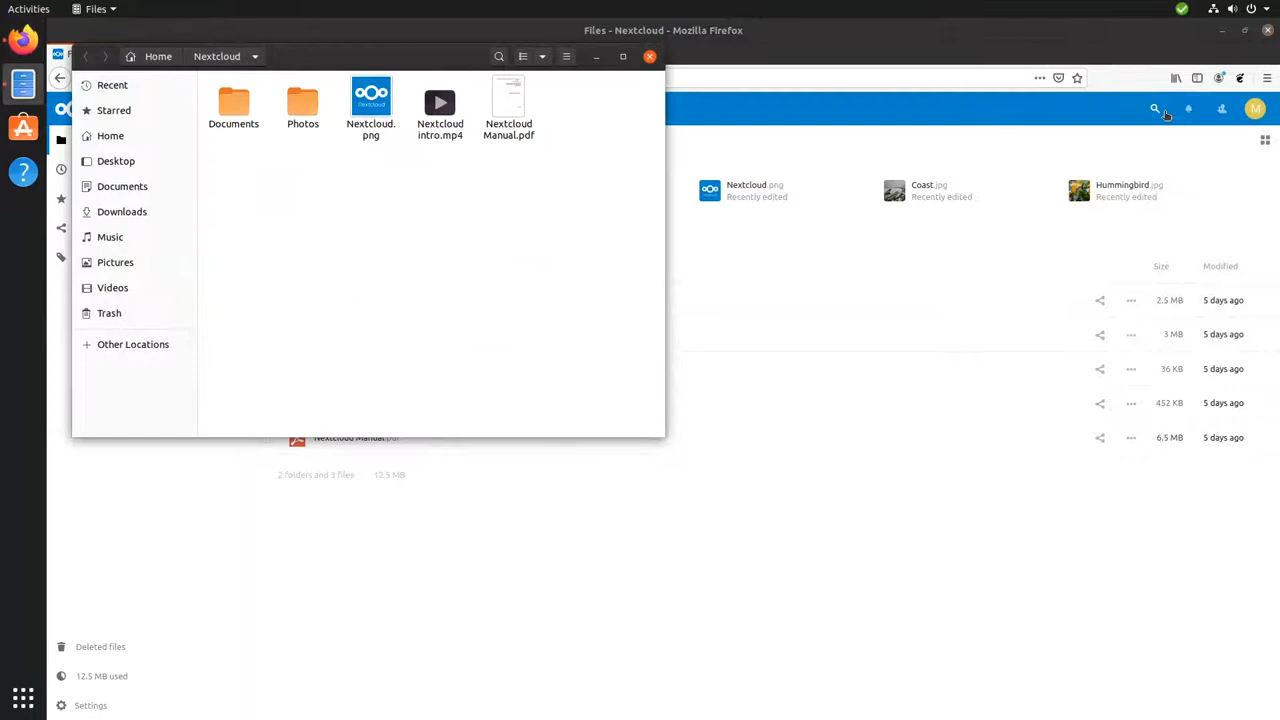 Activities
Files
Files - Nextcloud - Mozilla Firefox
Home
Nextcloud
Recent
Starred
Home
Desktop
Documents
Downloads
Music
Pictures
Videos
Trash
Other Locations
Documents
Photos
Nextcloud.
png
Nextcloud
intro.mp4
Nextcloud
Manual.pdf
M
Nextcloud.png
Recently edited
Coast.jpg
Recently edited
Hummingbird.jpg
Recently edited
Size
Modified
2.5 MB
5 days ago
3 MB
5 days ago
36 KB
5 days ago
452 KB
5 days ago
Nextcloud Manual.pdf
6.5 MB
5 days ago
2 folders and 3 files
12.5 MB
Deleted files
12.5 MB used
Settings